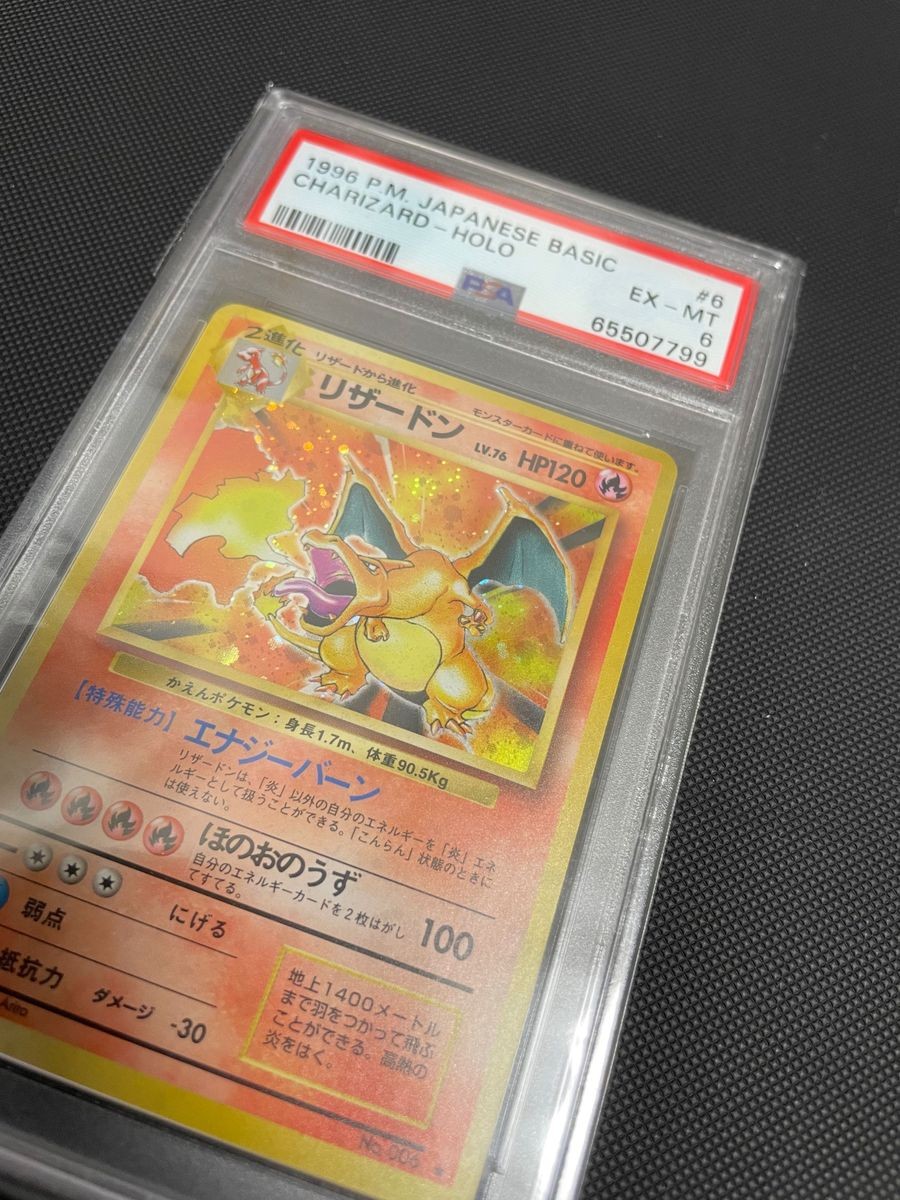 1996 P.M. JAPANESE BASIC #6
CHARIZARD-HOLO EX-MT
6
65507799
PSA
2進化 リザードから進化
モンスターカードに重ねて使います。
リザードン LV.76 HP120
かえんポケモン：身長1.7m、体重90.5Kg
【特殊能力】エナジーバーン
リザードンは、「炎」以外の自分のエネルギーを「炎」エネ
ルギーとして扱うことができる。「こんらん」状態のときに
は使えない。
ほのおのうず 100
自分のエネルギーカードを2枚はがし
てすてる。
弱点 にげる
抵抗力 ダメージ -30
地上1400メートル
まで羽をつかって飛ぶ
ことができる。高熱の
炎をはく。
Arita
No.006 ★